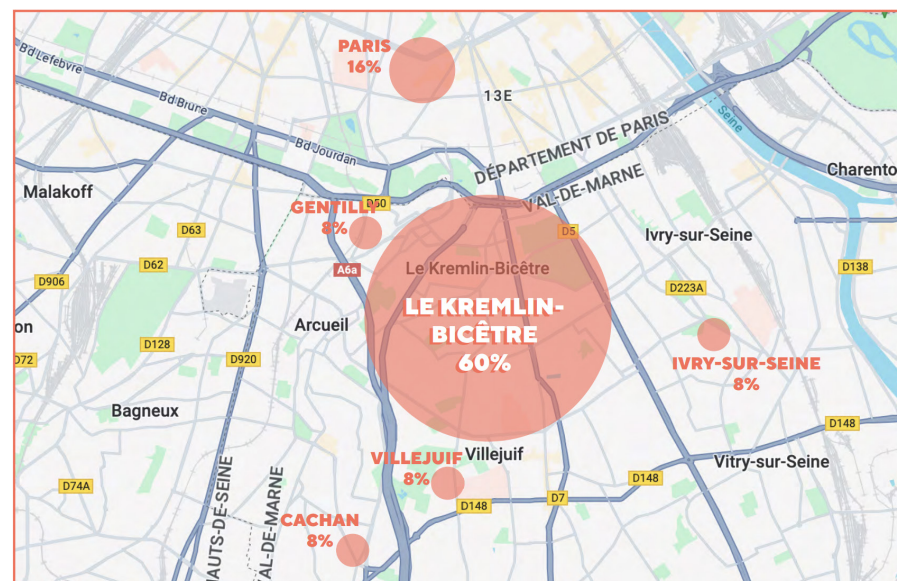 PARIS
16%
Bd Lefebvre
Bd Brune
13E
Seine
Bd Jourdan
DÉPARTEMENT DE PARIS
VAL-DE-MARNE
Charento
Malakoff
D50
GENTILLY
8%
D63
D5
Ivry-sur-Seine
D62
A6a
Le Kremlin-Bicêtre
D138
D906
D223A
LE KREMLIN-
BICÊTRE
60%
on
Arcueil
D128
D72
D920
IVRY-SUR-SEINE
8%
Bagneux
D148
VILLEJUIF
8%
Villejuif
Vitry-sur-Seine
D74A
D148
D7
D148
HAUTS-DE-SEINE
VAL-DE-MARNE
CACHAN
8%